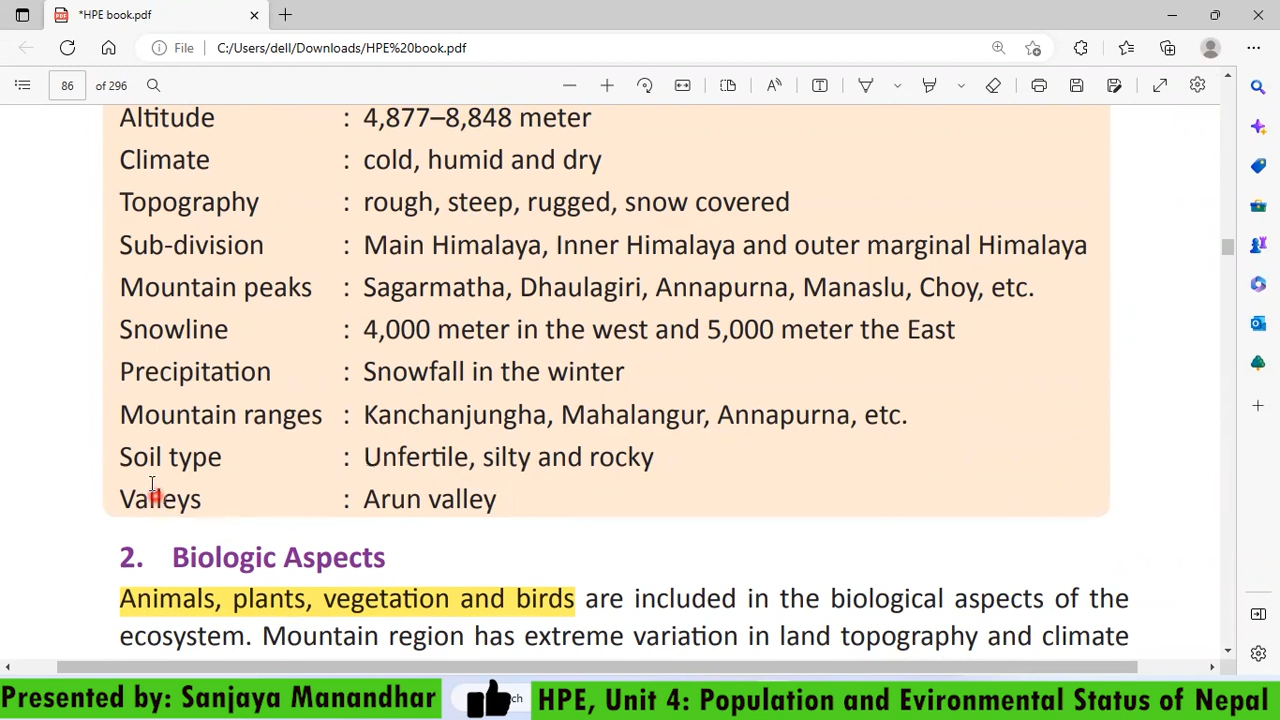 *HPE book.pdf
File C:/Users/dell/Downloads/HPE%20book.pdf
86 of 296
Altitude : 4,877–8,848 meter
Climate : cold, humid and dry
Topography : rough, steep, rugged, snow covered
Sub-division : Main Himalaya, Inner Himalaya and outer marginal Himalaya
Mountain peaks : Sagarmatha, Dhaulagiri, Annapurna, Manaslu, Choy, etc.
Snowline : 4,000 meter in the west and 5,000 meter the East
Precipitation : Snowfall in the winter
Mountain ranges : Kanchanjungha, Mahalangur, Annapurna, etc.
Soil type : Unfertile, silty and rocky
Valleys : Arun valley
2. Biologic Aspects
Animals, plants, vegetation and birds are included in the biological aspects of the
ecosystem. Mountain region has extreme variation in land topography and climate
Presented by: Sanjaya Manandhar HPE, Unit 4: Population and Evironmental Status of Nepal